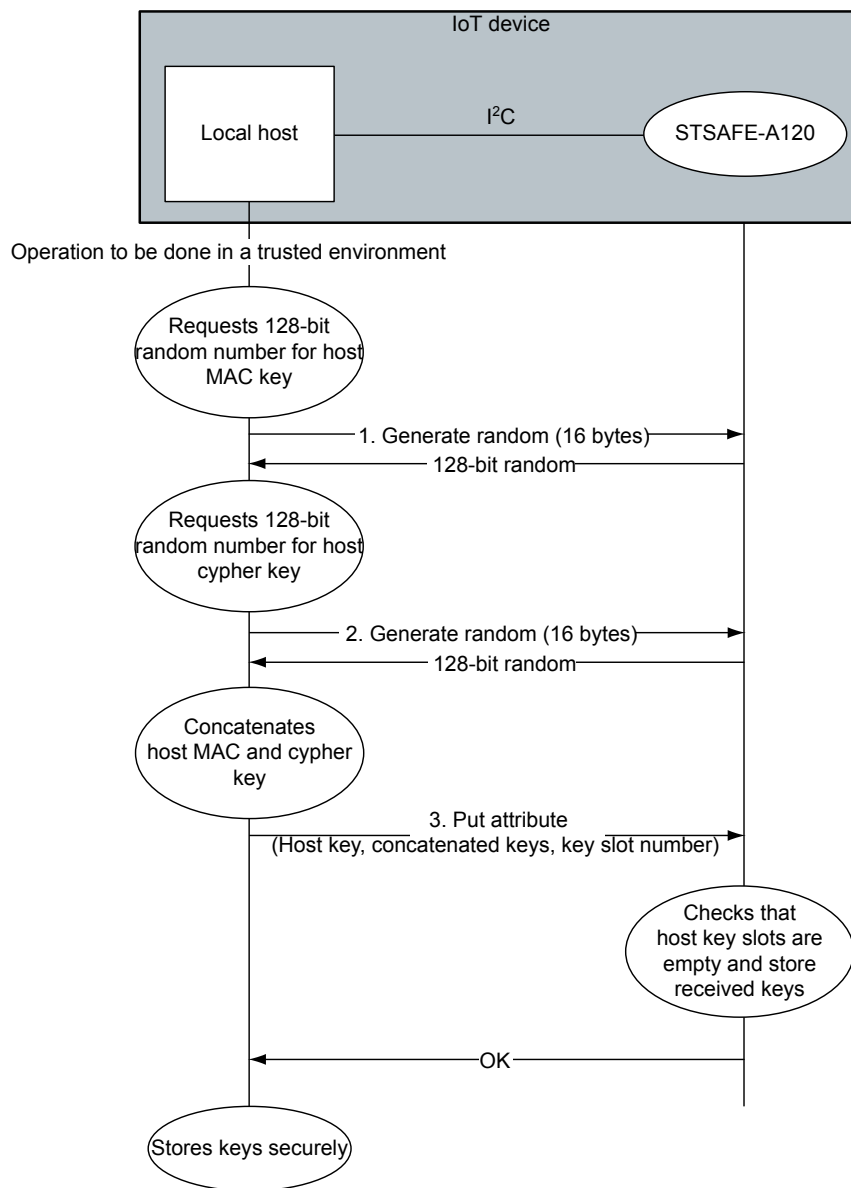 IoT device
Local host
I²C
STSAFE-A120
Operation to be done in a trusted environment
Requests 128-bit
random number for host
MAC key
1. Generate random (16 bytes)
128-bit random
Requests 128-bit
random number for host
cypher key
2. Generate random (16 bytes)
128-bit random
Concatenates
host MAC and cypher
key
3. Put attribute
(Host key, concatenated keys, key slot number)
Checks that
host key slots are
empty and store
received keys
OK
Stores keys securely